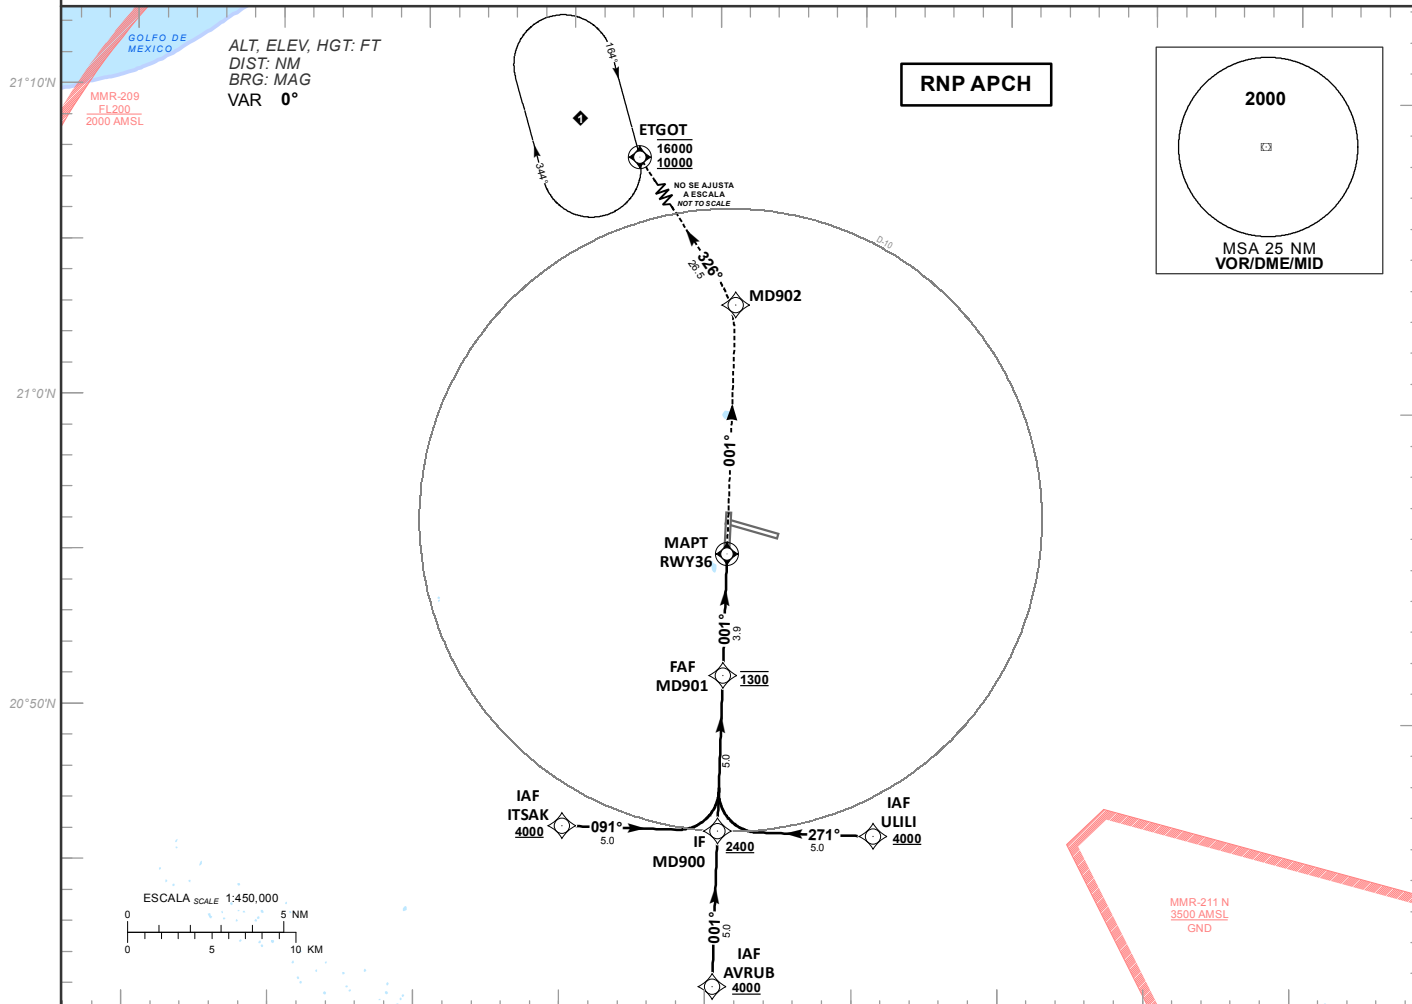 GOLFO DE
MEXICO
ALT, ELEV, HGT: FT
DIST: NM
BRG: MAG
VAR 0°
21°10'N
MMR-209
FL200
2000 AMSL
164°
344°
1
ETGOT
16000
10000
NO SE AJUSTA
A ESCALA
NOT TO SCALE
RNP APCH
2000
MSA 25 NM
VOR/DME/MID
D-10
326°
26.5
MD902
21°0'N
001°
MAPT
RWY36
001°
3.9
FAF
MD901
1300
20°50'N
5.0
IAF
ITSAK
4000
091°
5.0
IF
MD900
2400
271°
5.0
IAF
ULILI
4000
001°
5.0
IAF
AVRUB
4000
ESCALA SCALE 1:450,000
0 5 NM
0 5 10 KM
MMR-211 N
3500 AMSL
GND